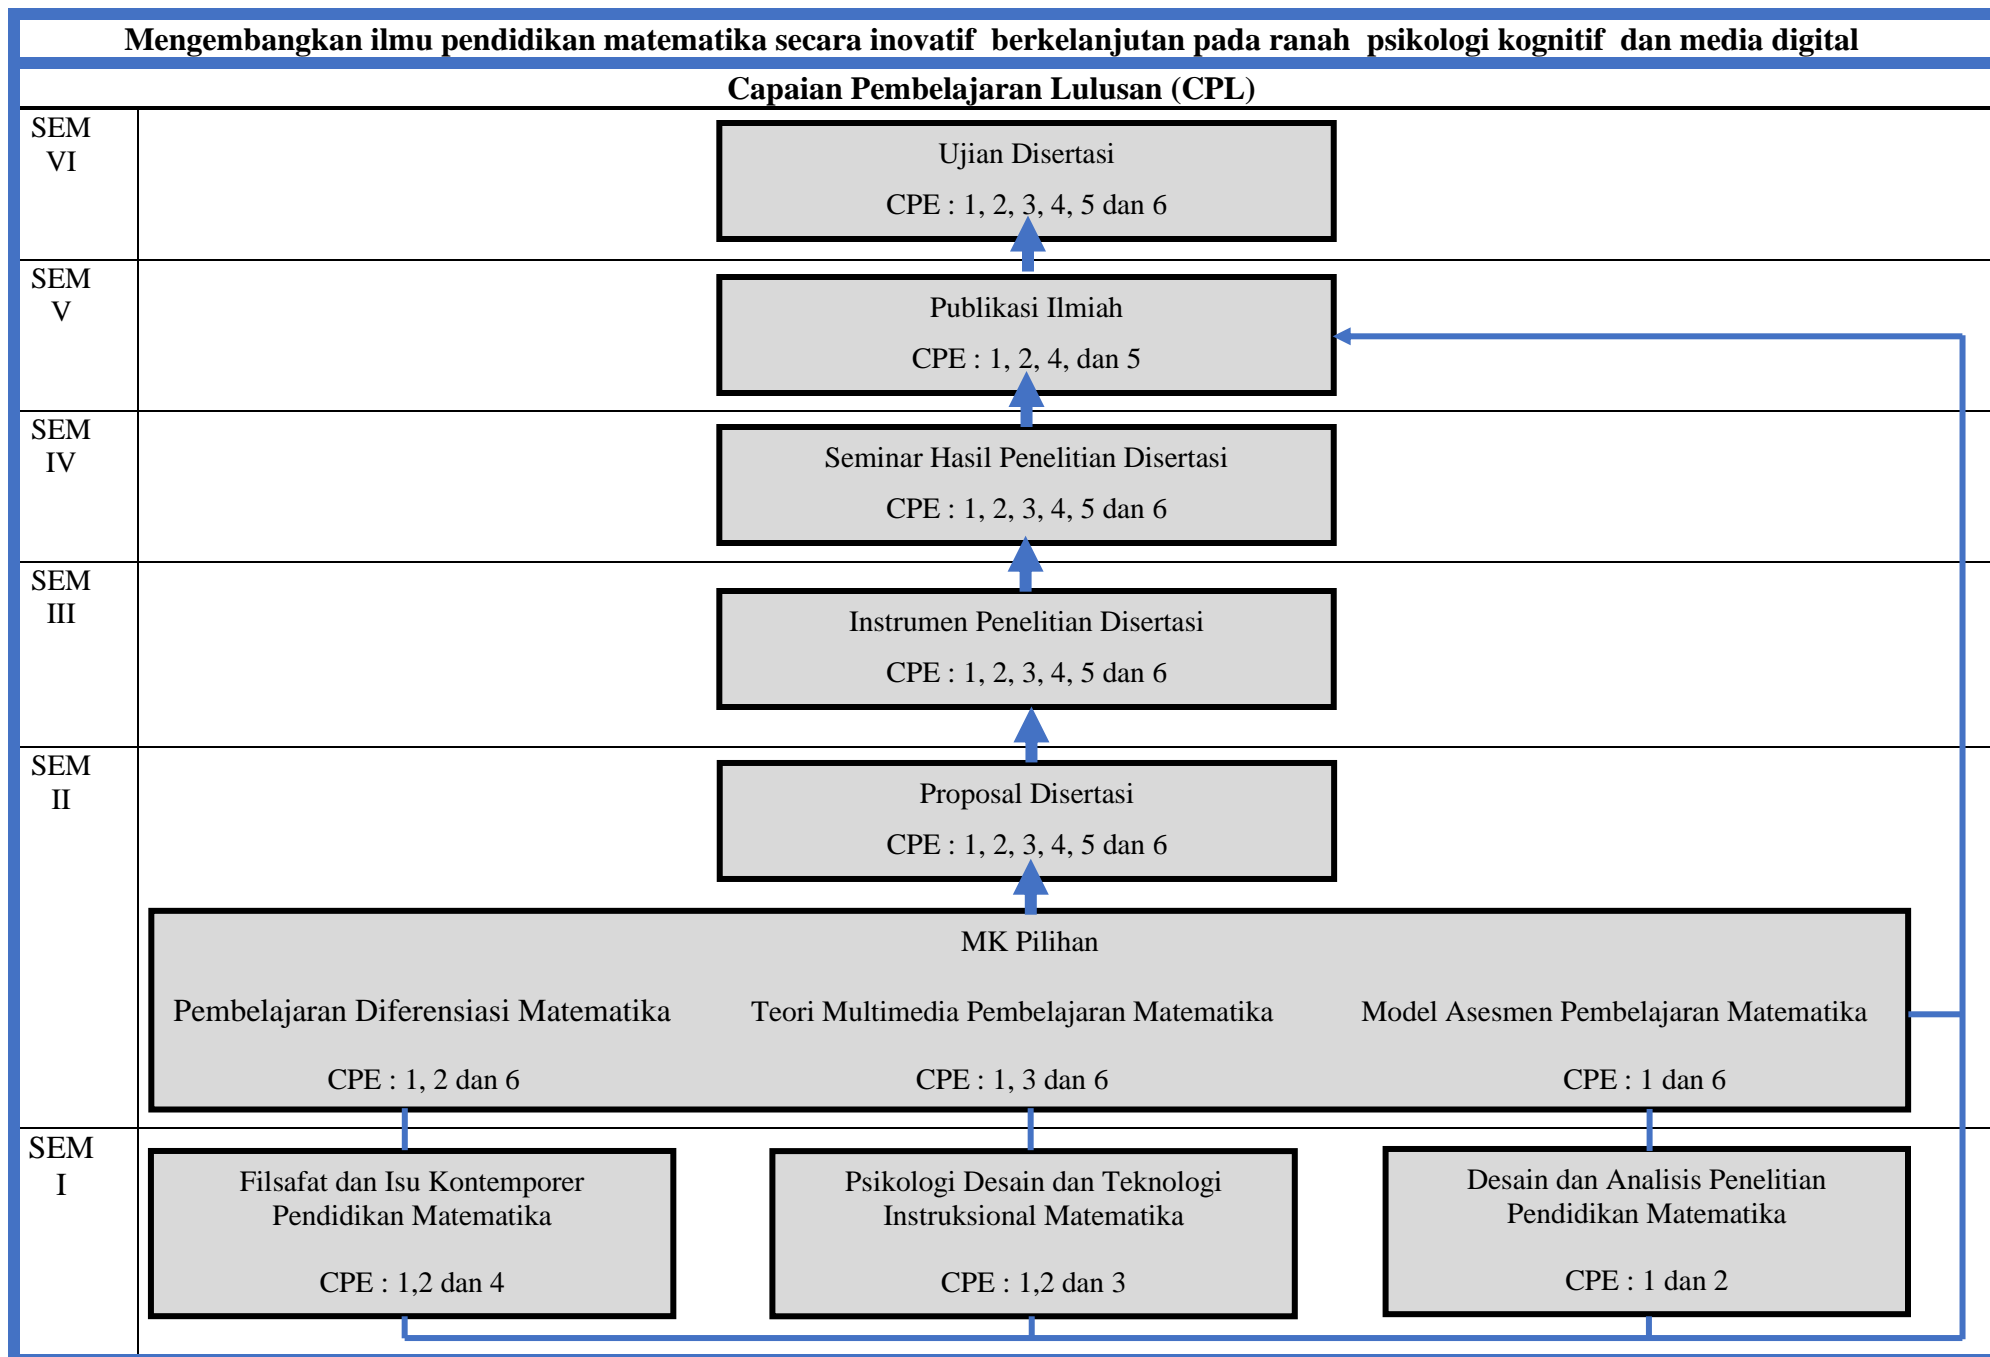 Mengembangkan ilmu pendidikan matematika secara inovatif berkelanjutan pada ranah psikologi kognitif dan media digital
Capaian Pembelajaran Lulusan (CPL)
SEM
VI
Ujian Disertasi
CPE : 1, 2, 3, 4, 5 dan 6
SEM
V
Publikasi Ilmiah
CPE : 1, 2, 4, dan 5
SEM
IV
Seminar Hasil Penelitian Disertasi
CPE : 1, 2, 3, 4, 5 dan 6
SEM
III
Instrumen Penelitian Disertasi
CPE : 1, 2, 3, 4, 5 dan 6
SEM
II
Proposal Disertasi
CPE : 1, 2, 3, 4, 5 dan 6
MK Pilihan
Pembelajaran Diferensiasi Matematika
CPE : 1, 2 dan 6
Teori Multimedia Pembelajaran Matematika
CPE : 1, 3 dan 6
Model Asesmen Pembelajaran Matematika
CPE : 1 dan 6
SEM
I
Filsafat dan Isu Kontemporer
Pendidikan Matematika
CPE : 1,2 dan 4
Psikologi Desain dan Teknologi
Instruksional Matematika
CPE : 1,2 dan 3
Desain dan Analisis Penelitian
Pendidikan Matematika
CPE : 1 dan 2